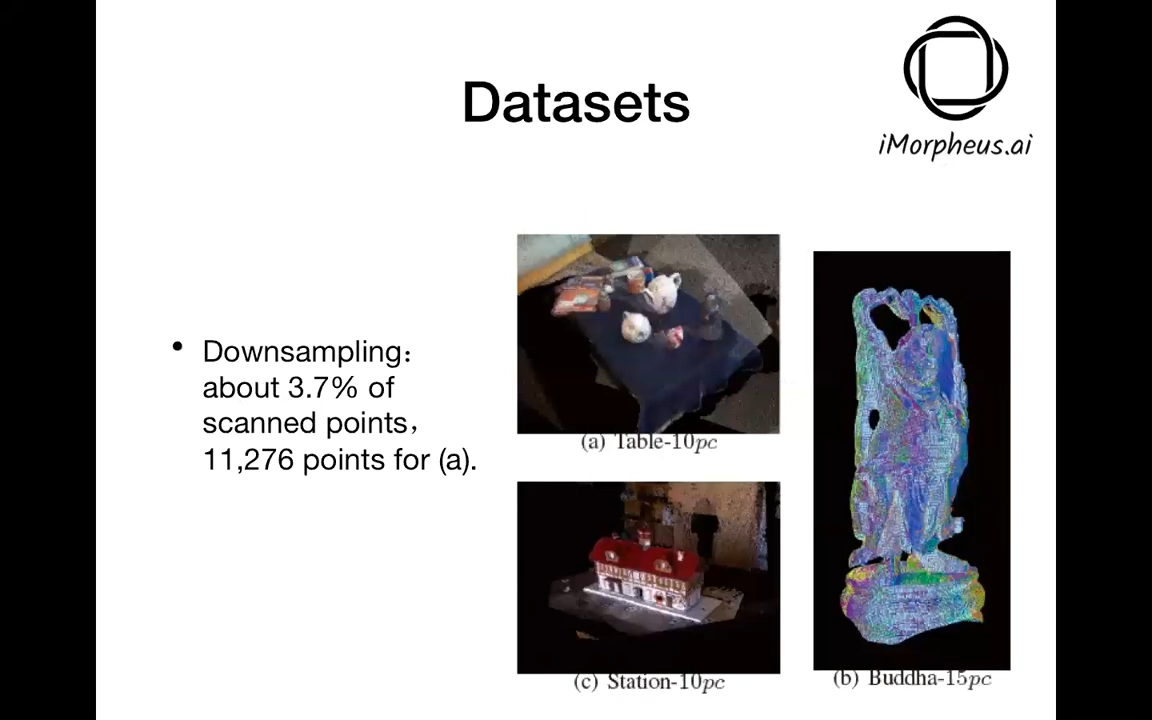 Datasets
iMorpheus.ai
• Downsampling：
about 3.7% of
scanned points，
11,276 points for (a).
(a) Table-10pc
(c) Station-10pc
(b) Buddha-15pc